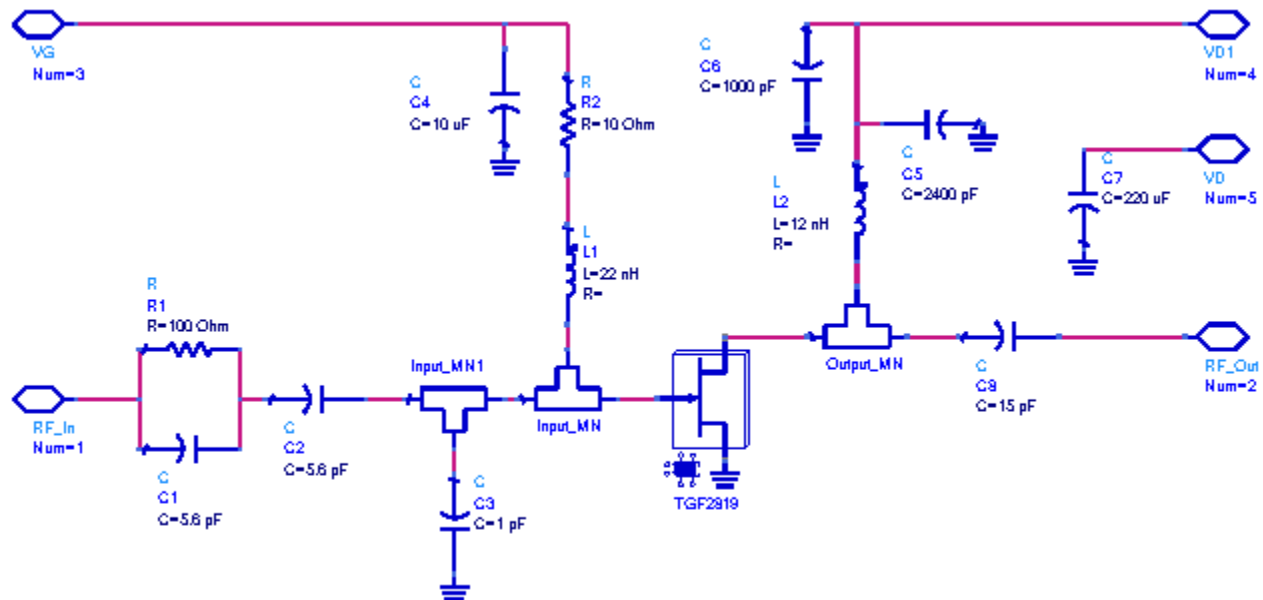 VG
Num=3
C
C4
C=10 uF
R
R2
R=10 Ohm
C
C6
C=1000 pF
VD1
Num=4
C
C5
C=2400 pF
C
C7
C=220 uF
VD
Num=5
L
L2
L=12 nH
R=
L
L1
L=22 nH
R=
R
R1
R=100 Ohm
Input_MN1
Input_MN
Output_MN
RF_In
Num=1
C
C1
C=5.6 pF
C
C2
C=5.6 pF
C
C3
C=1 pF
TGF2819
C
C8
C=15 pF
RF_Out
Num=2